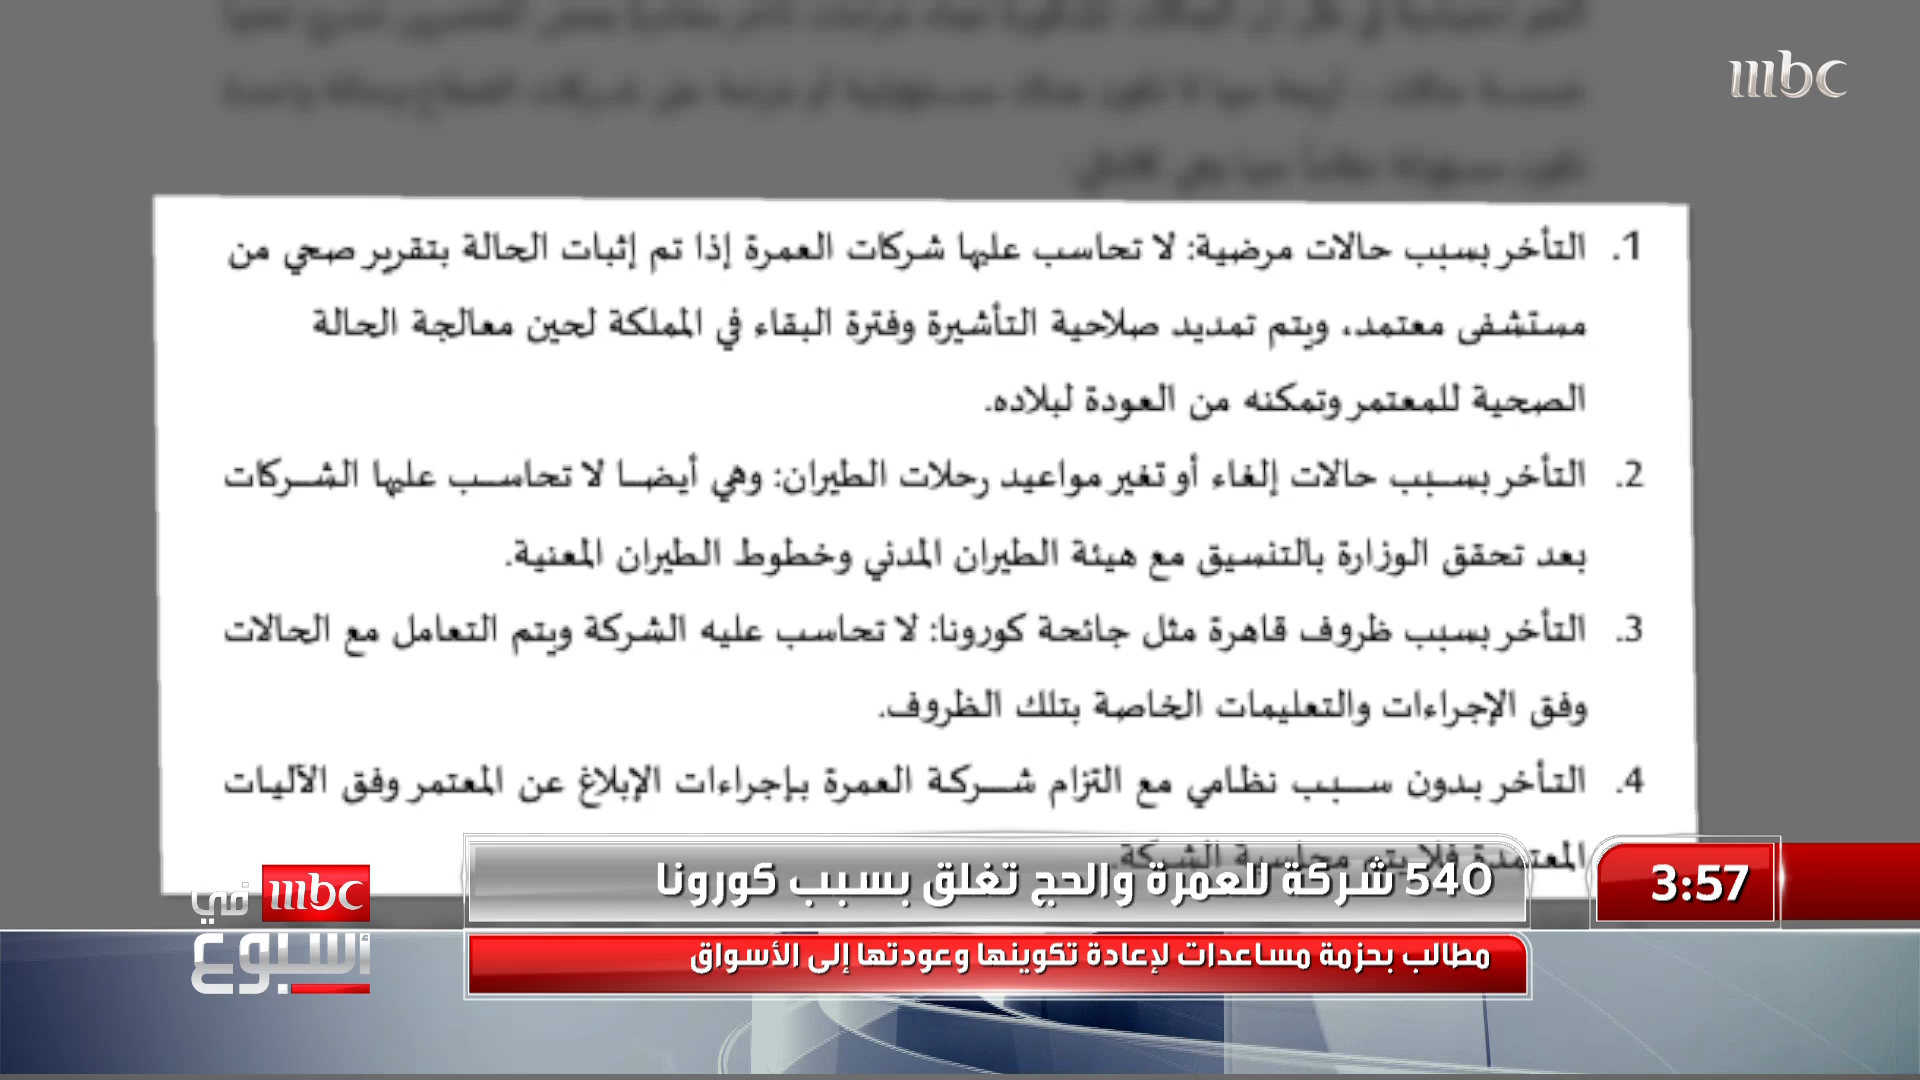 mbc
1. التأخر بسبب حالات مرضية: لا تحاسب عليها شركات العمرة إذا تم إثبات الحالة بتقرير صحي من
مستشفى معتمد، ويتم تمديد صلاحية التأشيرة وفترة البقاء في المملكة لحين معالجة الحالة
الصحية للمعتمر وتمكنه من العودة لبلاده.
2. التأخر بسبب حالات إلغاء أو تغير مواعيد رحلات الطيران: وهي أيضا لا تحاسب عليها الشركات
بعد تحقق الوزارة بالتنسيق مع هيئة الطيران المدني وخطوط الطيران المعنية.
3. التأخر بسبب ظروف قاهرة مثل جائحة كورونا: لا تحاسب عليه الشركة ويتم التعامل مع الحالات
وفق الإجراءات والتعليمات الخاصة بتلك الظروف.
4. التأخر بدون سبب نظامي مع التزام شركة العمرة بإجراءات الإبلاغ عن المعتمر وفق الآليات
المعتمدة فلا يتم محاسبة الشركة.
3:57
540 شركة للعمرة والحج تغلق بسبب كورونا
مطالب بحزمة مساعدات لإعادة تكوينها وعودتها إلى الأسواق
mbc في
أسبوع